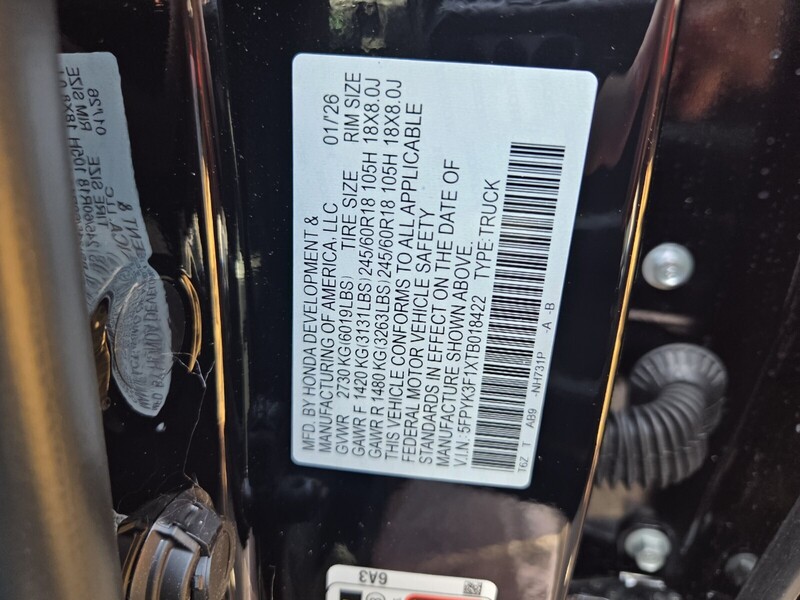 MFD. BY HONDA DEVELOPMENT &
MANUFACTURING OF AMERICA, LLC 01/'26
GVWR 2730 KG(6019LBS) TIRE SIZE RIM SIZE
GAWR F 1420 KG(3131LBS)245/60R18 105H 18X8.0J
GAWR R 1480 KG(3263LBS)245/60R18 105H 18X8.0J
THIS VEHICLE CONFORMS TO ALL APPLICABLE
FEDERAL MOTOR VEHICLE SAFETY
STANDARDS IN EFFECT ON THE DATE OF
MANUFACTURE SHOWN ABOVE.
V.I.N.: 5FPYK3F1XTB018422 TYPE:TRUCK
T6Z T AB9 -NH731P -A -B
6A3